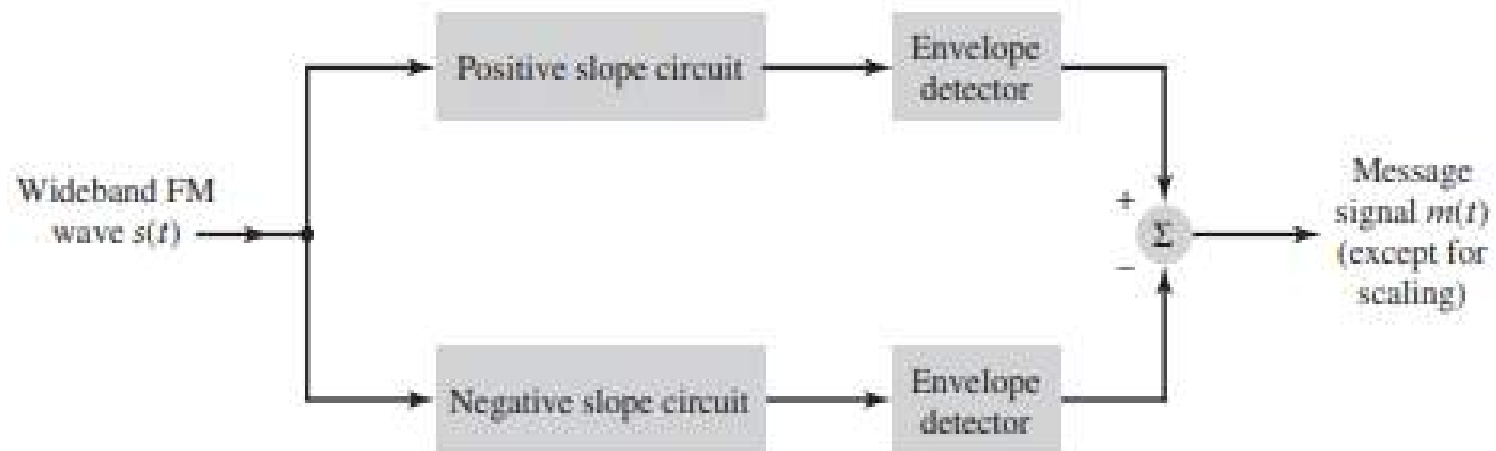 Positive slope circuit
Envelope
detector
Wideband FM
wave s(t)
+
Σ
−
Message
signal m(t)
(except for
scaling)
Negative slope circuit
Envelope
detector